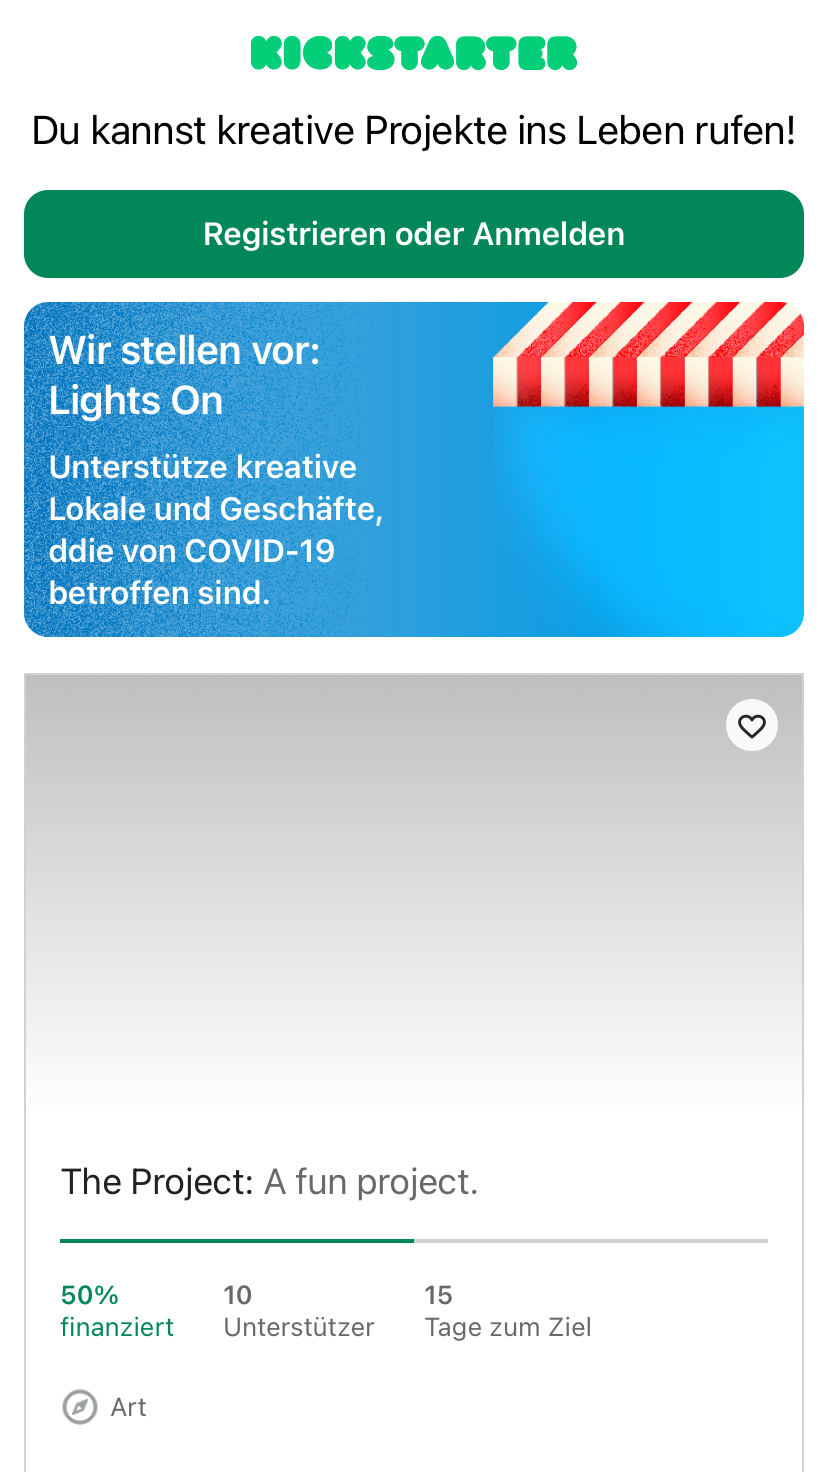 KICKSTARTER
Du kannst kreative Projekte ins Leben rufen!
Registrieren oder Anmelden
Wir stellen vor:
Lights On
Unterstütze kreative
Lokale und Geschäfte,
ddie von COVID-19
betroffen sind.
The Project: A fun project.
50% 10 15
finanziert Unterstützer Tage zum Ziel
Art